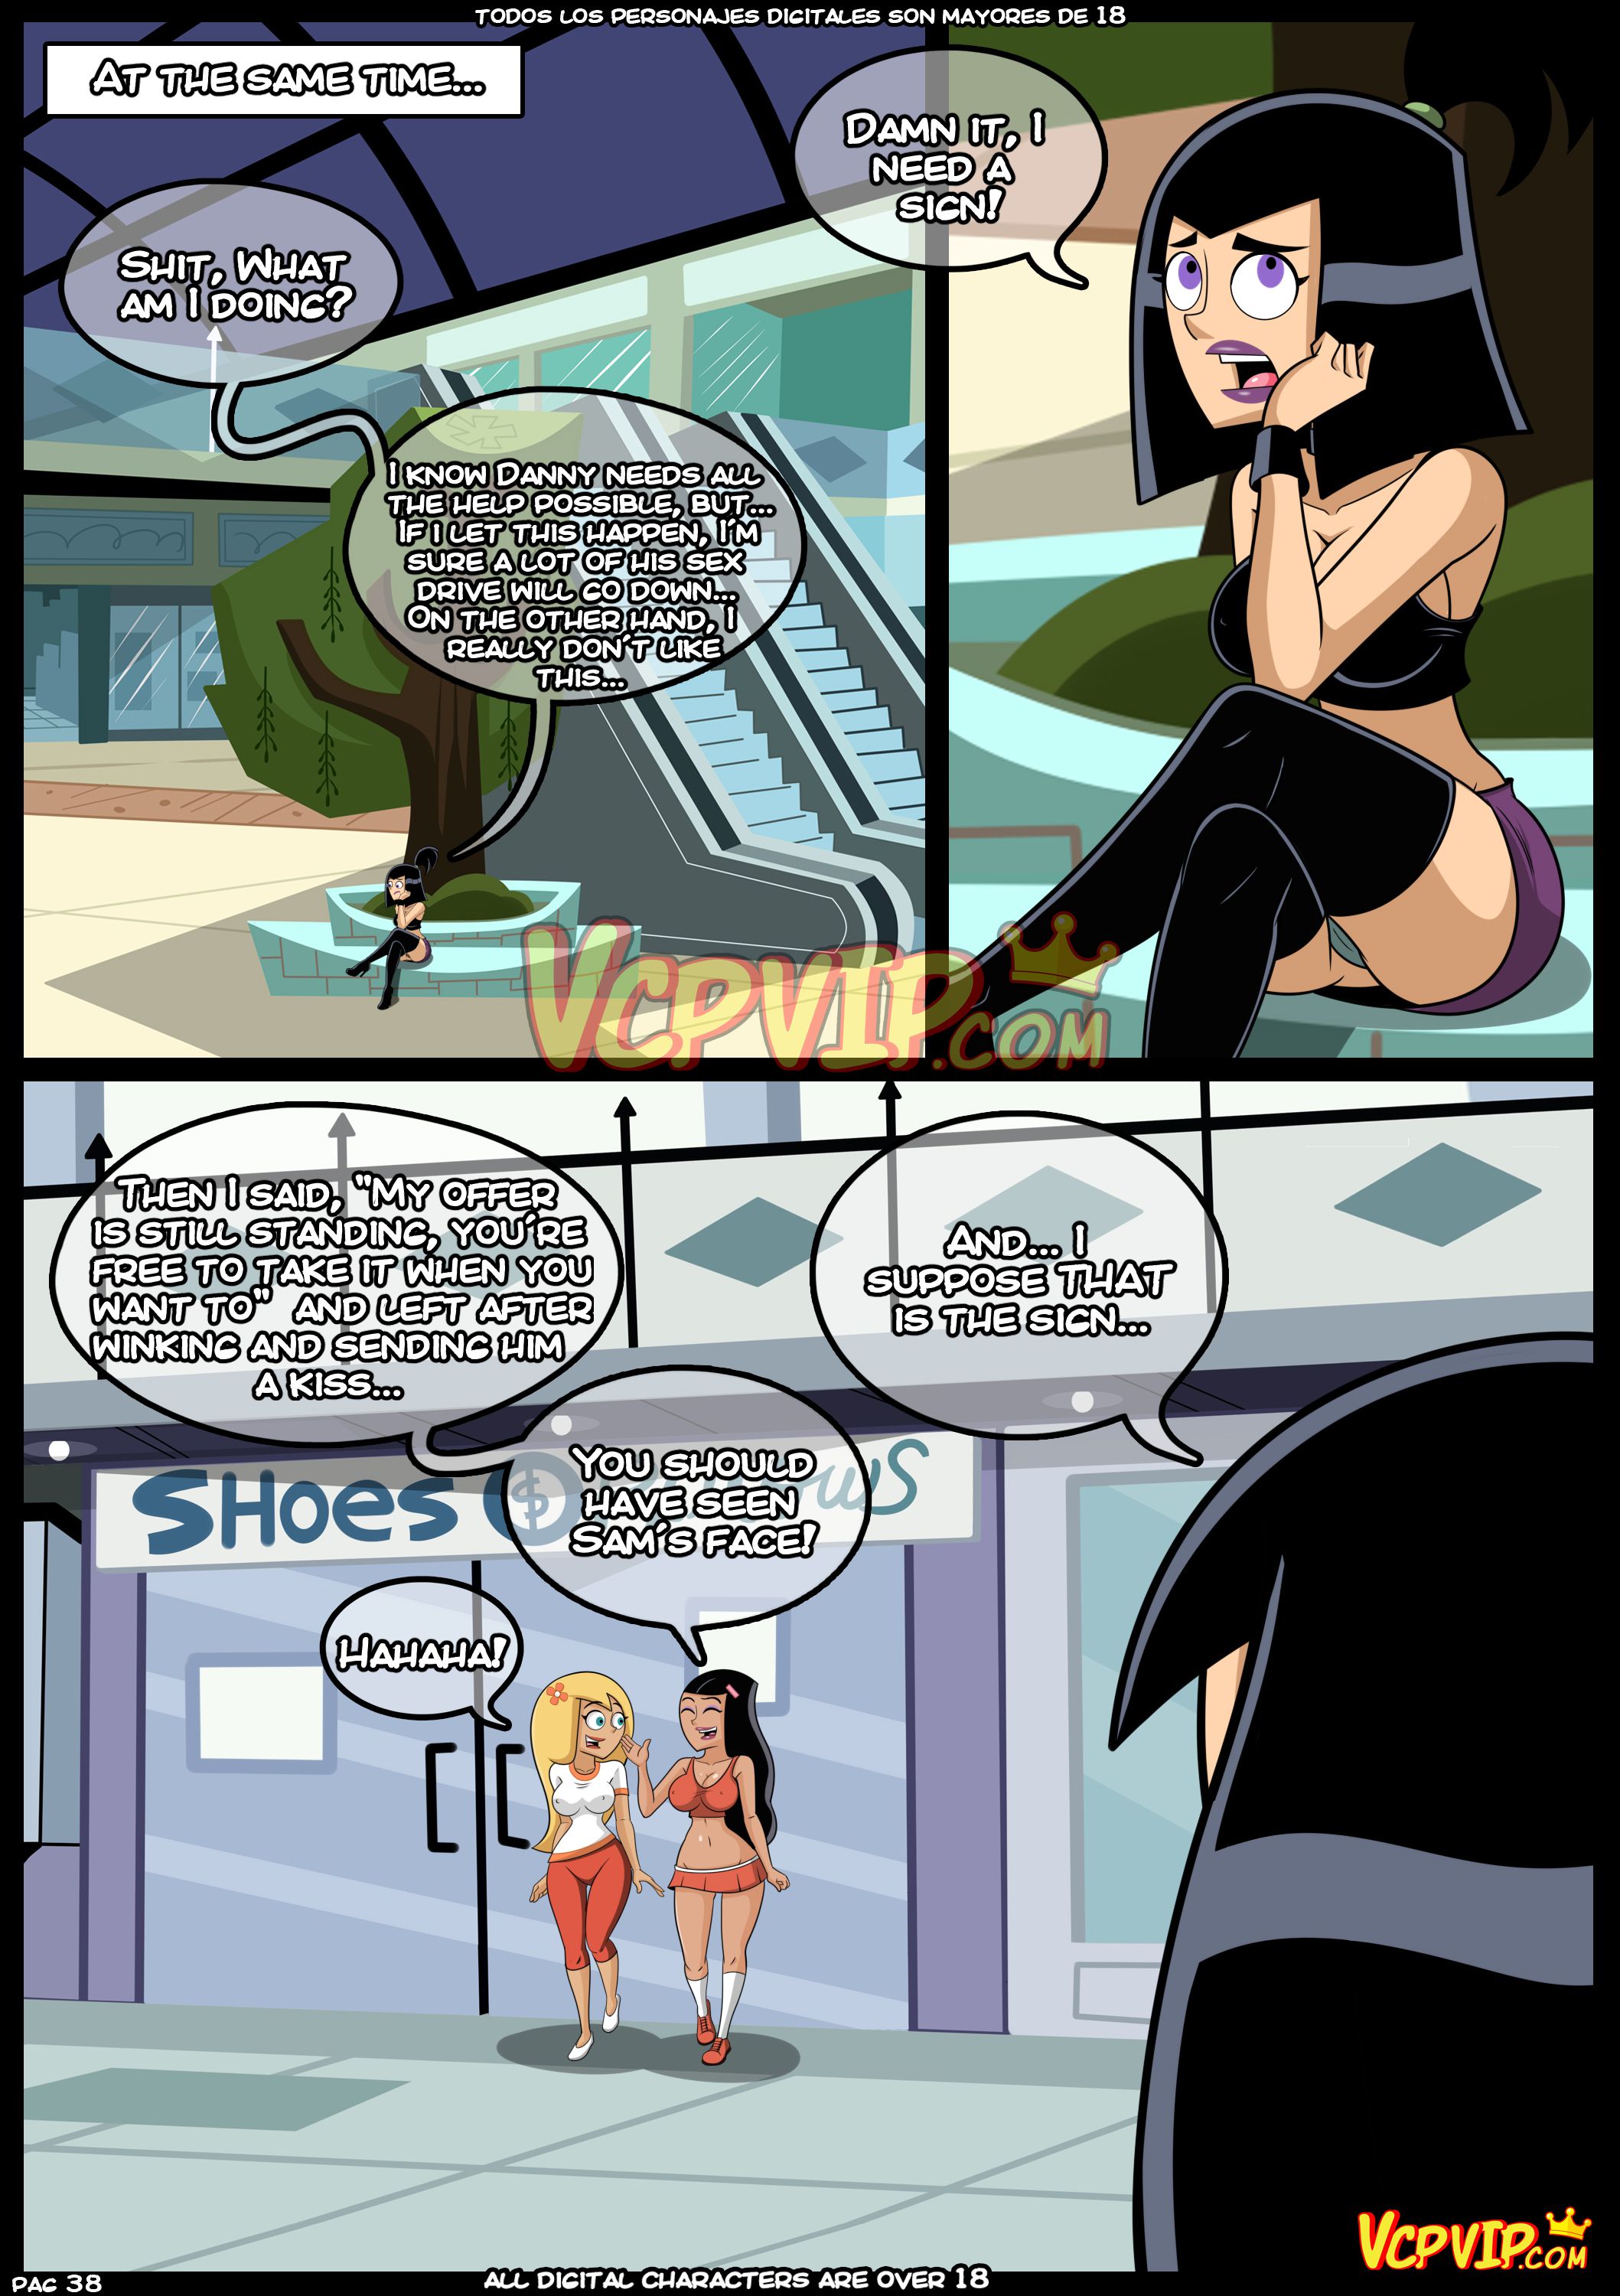 TODOS LOS PERSONAJES DIGITALES SON MAYORES DE 18
AT THE SAME TIME...
SHIT, WHAT
AM I DOING?
I KNOW DANNY NEEDS ALL
THE HELP POSSIBLE, BUT...
IF I LET THIS HAPPEN, I'M
SURE A LOT OF HIS SEX
DRIVE WILL GO DOWN...
ON THE OTHER HAND, I
REALLY DON'T LIKE
THIS...
DAMN IT, I
NEED A
SIGN!
VCPVIP.COM
THEN I SAID, "MY OFFER
IS STILL STANDING, YOU'RE
FREE TO TAKE IT WHEN YOU
WANT TO" AND LEFT AFTER
WINKING AND SENDING HIM
A KISS...
YOU SHOULD
HAVE SEEN
SAM'S FACE!
HAHAHA!
AND... I
SUPPOSE THAT
IS THE SIGN...
SHOES $
PAG 38
ALL DIGITAL CHARACTERS ARE OVER 18
VCPVIP.COM